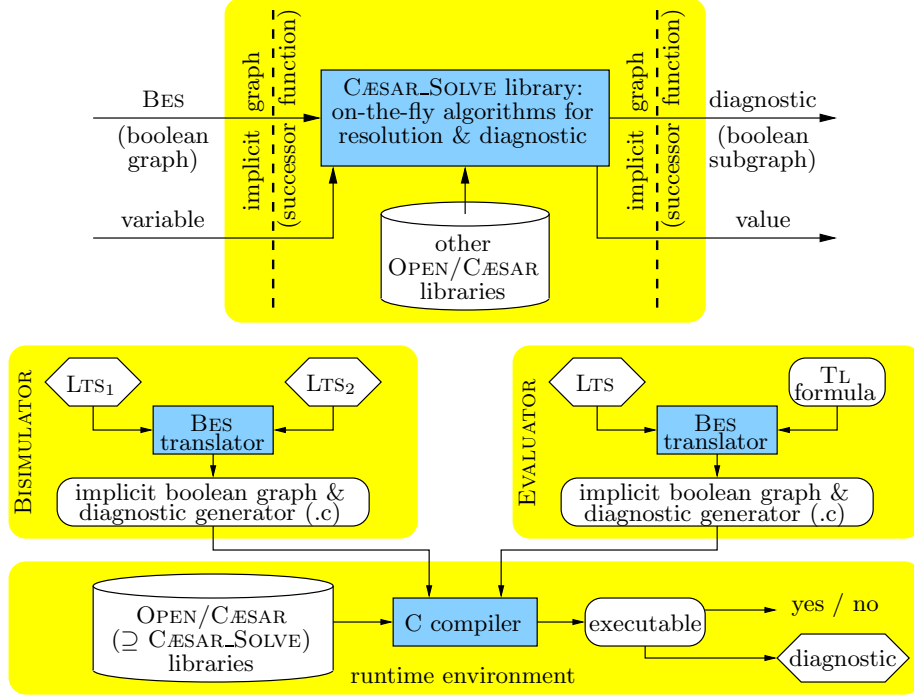 BES
(boolean
graph)
variable
implicit graph
(successor function)
CÆSAR_SOLVE library:
on-the-fly algorithms for
resolution & diagnostic
other
OPEN/CÆSAR
libraries
implicit graph
(successor function)
diagnostic
(boolean
subgraph)
value
BISIMULATOR
LTS1
LTS2
BES
translator
implicit boolean graph &
diagnostic generator (.c)
EVALUATOR
LTS
TL
formula
BES
translator
implicit boolean graph &
diagnostic generator (.c)
OPEN/CÆSAR
(⊇ CÆSAR_SOLVE)
libraries
C compiler
executable
yes / no
diagnostic
runtime environment